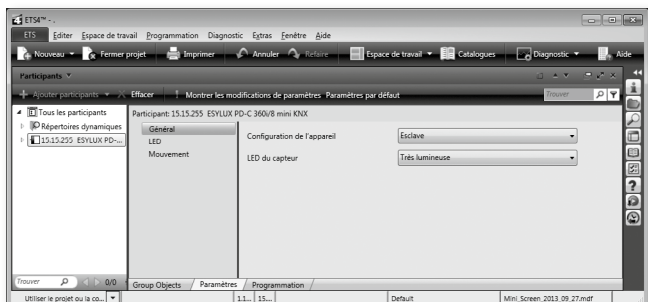 ETS4™ - .
ETS Editer Espace de travail Programmation Diagnostic Extras Fenêtre Aide
Nouveau Fermer projet Imprimer Annuler Refaire Espace de travail Catalogues Diagnostic Aide
Participants
Ajouter participants Effacer Montrer les modifications de paramètres Paramètres par défaut Trouver
Tous les participants
Répertoires dynamiques
15.15.255 ESYLUX PD-...
Participant: 15.15.255 ESYLUX PD-C 360i/8 mini KNX
Général
LED
Mouvement
Configuration de l'appareil Esclave
LED du capteur Très lumineuse
Trouver 0/0
Group Objects Paramètres Programmation
Utiliser le projet ou la co... 1.1... 15.... Default Mini_Screen_2013_09_27.mdf